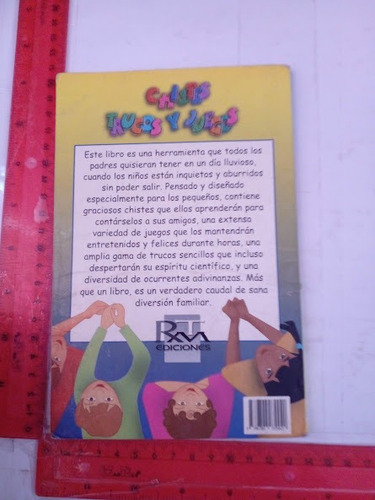 Chistes
Trucos y Juegos
Este libro es una herramienta que todos los
padres quisieran tener en un día lluvioso,
cuando los niños están inquietos y aburridos
sin poder salir. Pensado y diseñado
especialmente para los pequeños, contiene
graciosos chistes que ellos aprenderán para
contárselos a sus amigos, una extensa
variedad de juegos que los mantendrán
entretenidos y felices durante horas, una
amplia gama de trucos sencillos que incluso
despertarán su espíritu científico, y una
diversidad de ocurrentes adivinanzas. Más
que un libro, es un verdadero caudal de sana
diversión familiar.
EDICIONES